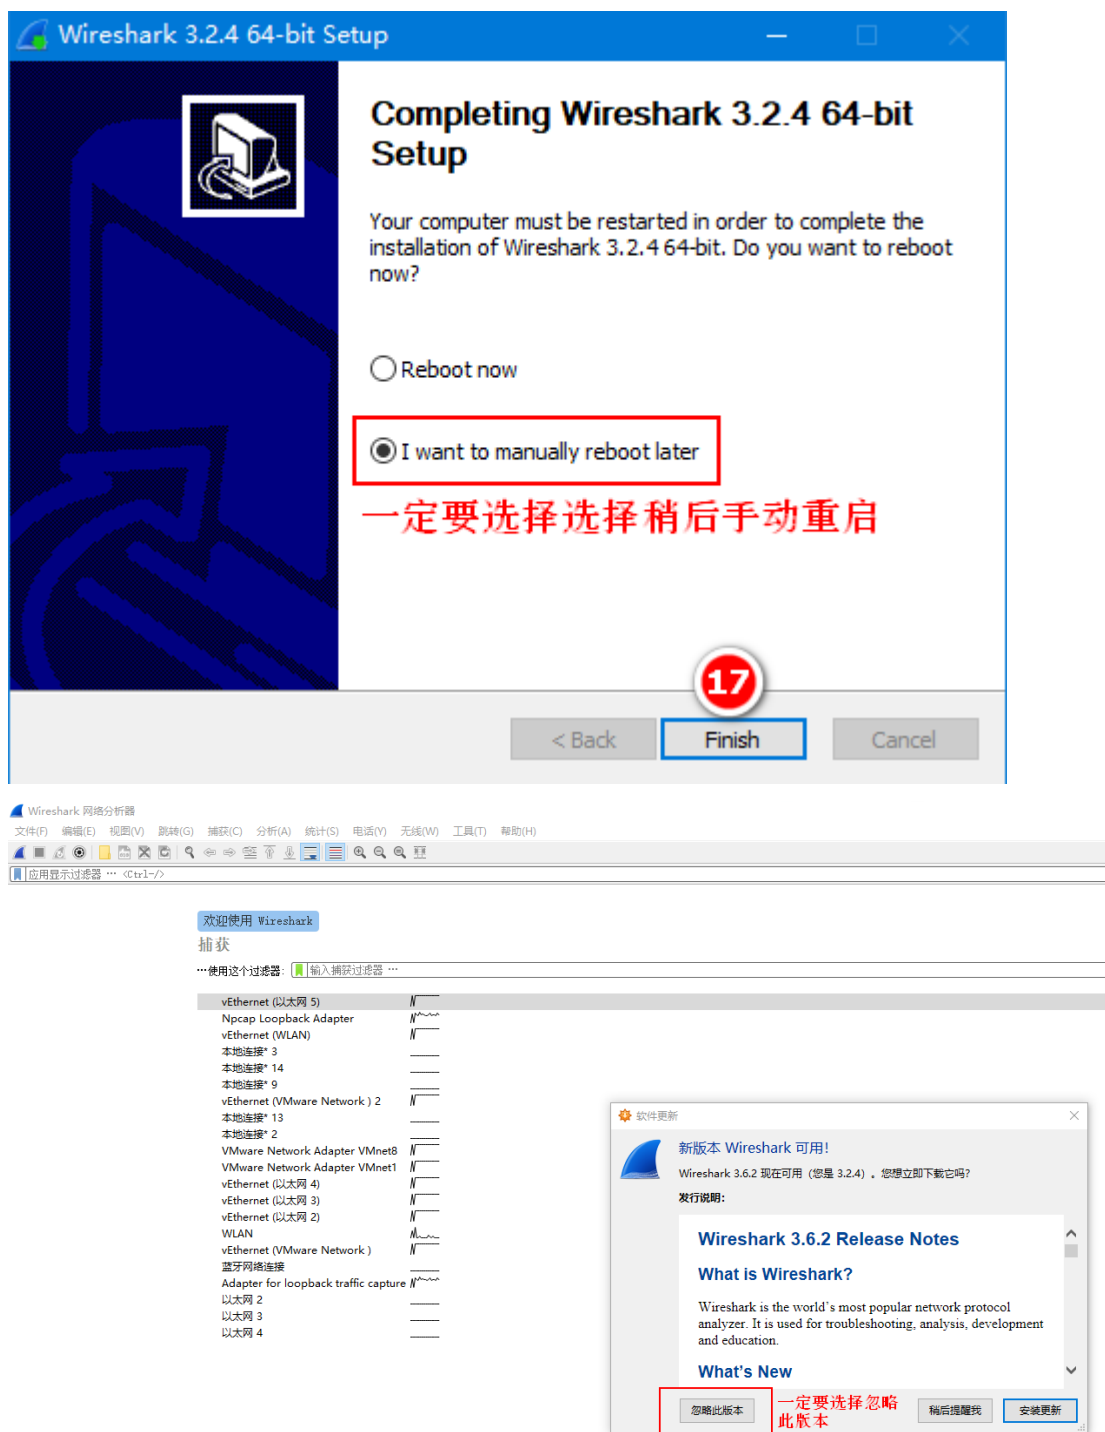 Wireshark 3.2.4 64-bit Setup
Completing Wireshark 3.2.4 64-bit
Setup
Your computer must be restarted in order to complete the
installation of Wireshark 3.2.4 64-bit. Do you want to reboot
now?
Reboot now
I want to manually reboot later
一定要选择选择稍后手动重启
17
< Back Finish Cancel
Wireshark 网络分析器
文件(F) 编辑(E) 视图(V) 跳转(G) 捕获(C) 分析(A) 统计(S) 电话(Y) 无线(W) 工具(T) 帮助(H)
应用显示过滤器 … <Ctrl-/>
欢迎使用 Wireshark
捕获
…使用这个过滤器: 输入捕获过滤器 …
vEthernet (以太网 5)
Npcap Loopback Adapter
vEthernet (WLAN)
本地连接* 3
本地连接* 14
本地连接* 9
vEthernet (VMware Network ) 2
本地连接* 13
本地连接* 2
VMware Network Adapter VMnet8
VMware Network Adapter VMnet1
vEthernet (以太网 4)
vEthernet (以太网 3)
vEthernet (以太网 2)
WLAN
vEthernet (VMware Network )
蓝牙网络连接
Adapter for loopback traffic capture
以太网 2
以太网 3
以太网 4
软件更新
新版本 Wireshark 可用!
Wireshark 3.6.2 现在可用 (您是 3.2.4) 。您想立即下载它吗?
发行说明:
Wireshark 3.6.2 Release Notes
What is Wireshark?
Wireshark is the world's most popular network protocol
analyzer. It is used for troubleshooting, analysis, development
and education.
What's New
忽略此版本 一定要选择忽略
此版本
稍后提醒我 安装更新